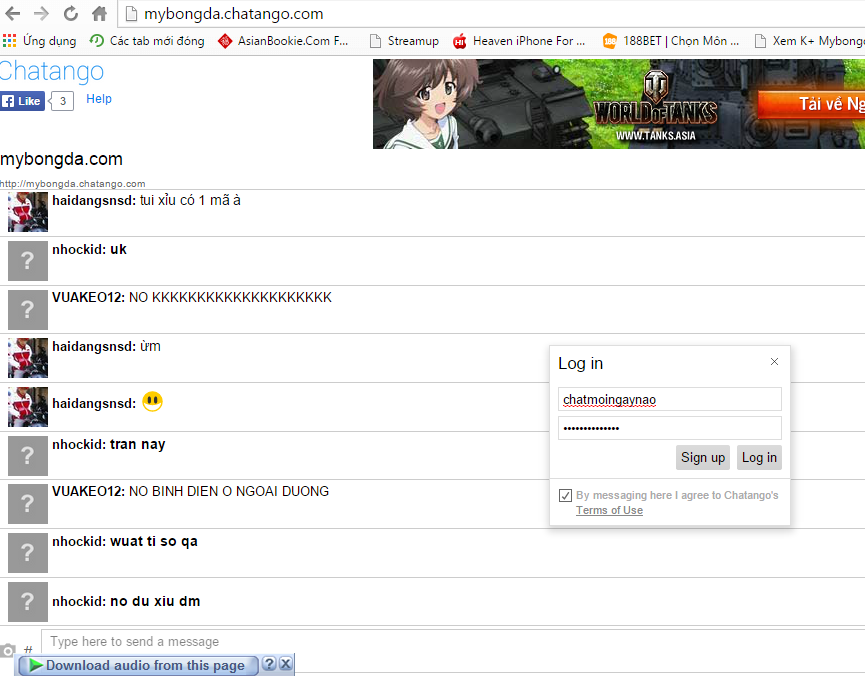 mybongda.chatango.com
Ứng dụng Các tab mới đóng AsianBookie.Com F... Streamup Heaven iPhone For ... 188BET | Chọn Môn ... Xem K+ Mybongd
Chatango
Like 3 Help
WORLD OF TANKS
Tải về Ng
WWW.TANKS.ASIA
mybongda.com
http://mybongda.chatango.com
haidangsnsd: tui xỉu có 1 mã à
nhockid: uk
VUAKEO12: NO KKKKKKKKKKKKKKKKKKKK
haidangsnsd: ừm
haidangsnsd:
nhockid: tran nay
VUAKEO12: NO BINH DIEN O NGOAI DUONG
nhockid: wuat ti so qa
nhockid: no du xiu dm
Log in
chatmoingaynao
Sign up Log in
By messaging here I agree to Chatango's
Terms of Use
# Type here to send a message
Download audio from this page ? X